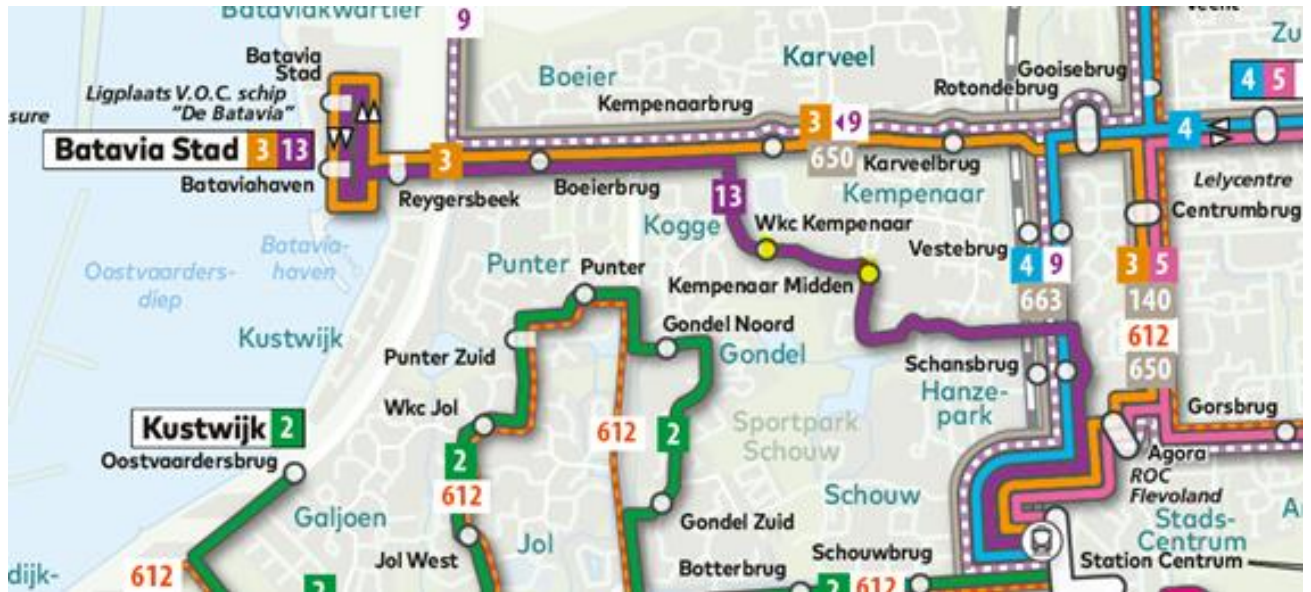 Bataviakwartier
9
Batavia
Stad
Ligplaats V.O.C. schip
"De Batavia"
sure
Batavia Stad 3 13
Bataviahaven
3
Reygersbeek
Boeier
Boeierbrug
Kempenaarbrug
Karveel
3 9
650
Karveelbrug
Rotondebrug
Gooisebrug
4
4 5
Zu
Lelycentre
Centrumbrug
Kempenaar
13
Kogge
Wkc Kempenaar
Kempenaar Midden
Vestebrug
4 9
663
3 5
140
612
650
Batavia-
haven
Oostvaarders-
diep
Kustwijk
Punter
Punter
Punter Zuid
Gondel Noord
Gondel
Schansbrug
Hanze-
park
Wkc Jol
Sportpark
Schouw
Gorsbrug
Kustwijk 2
Oostvaardersbrug
2
612
612
2
Agora
ROC
Flevoland
Galjoen
Jol
Jol West
Gondel Zuid
Schouw
Stads-
Centrum
Station Centrum
Schouwbrug
Botterbrug
dijk-
612
2
2 612